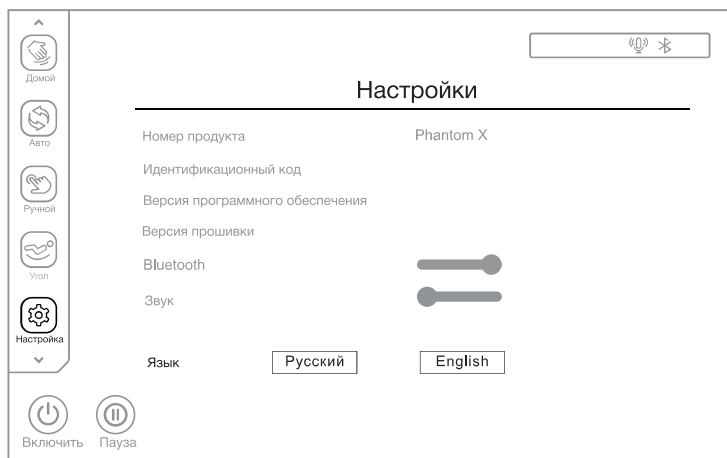 Домой
Авто
Ручной
Угол
Настройка
Настройки
Номер продукта Phantom X
Идентификационный код
Версия программного обеспечения
Версия прошивки
Bluetooth
Звук
Язык Русский English
Включить Пауза